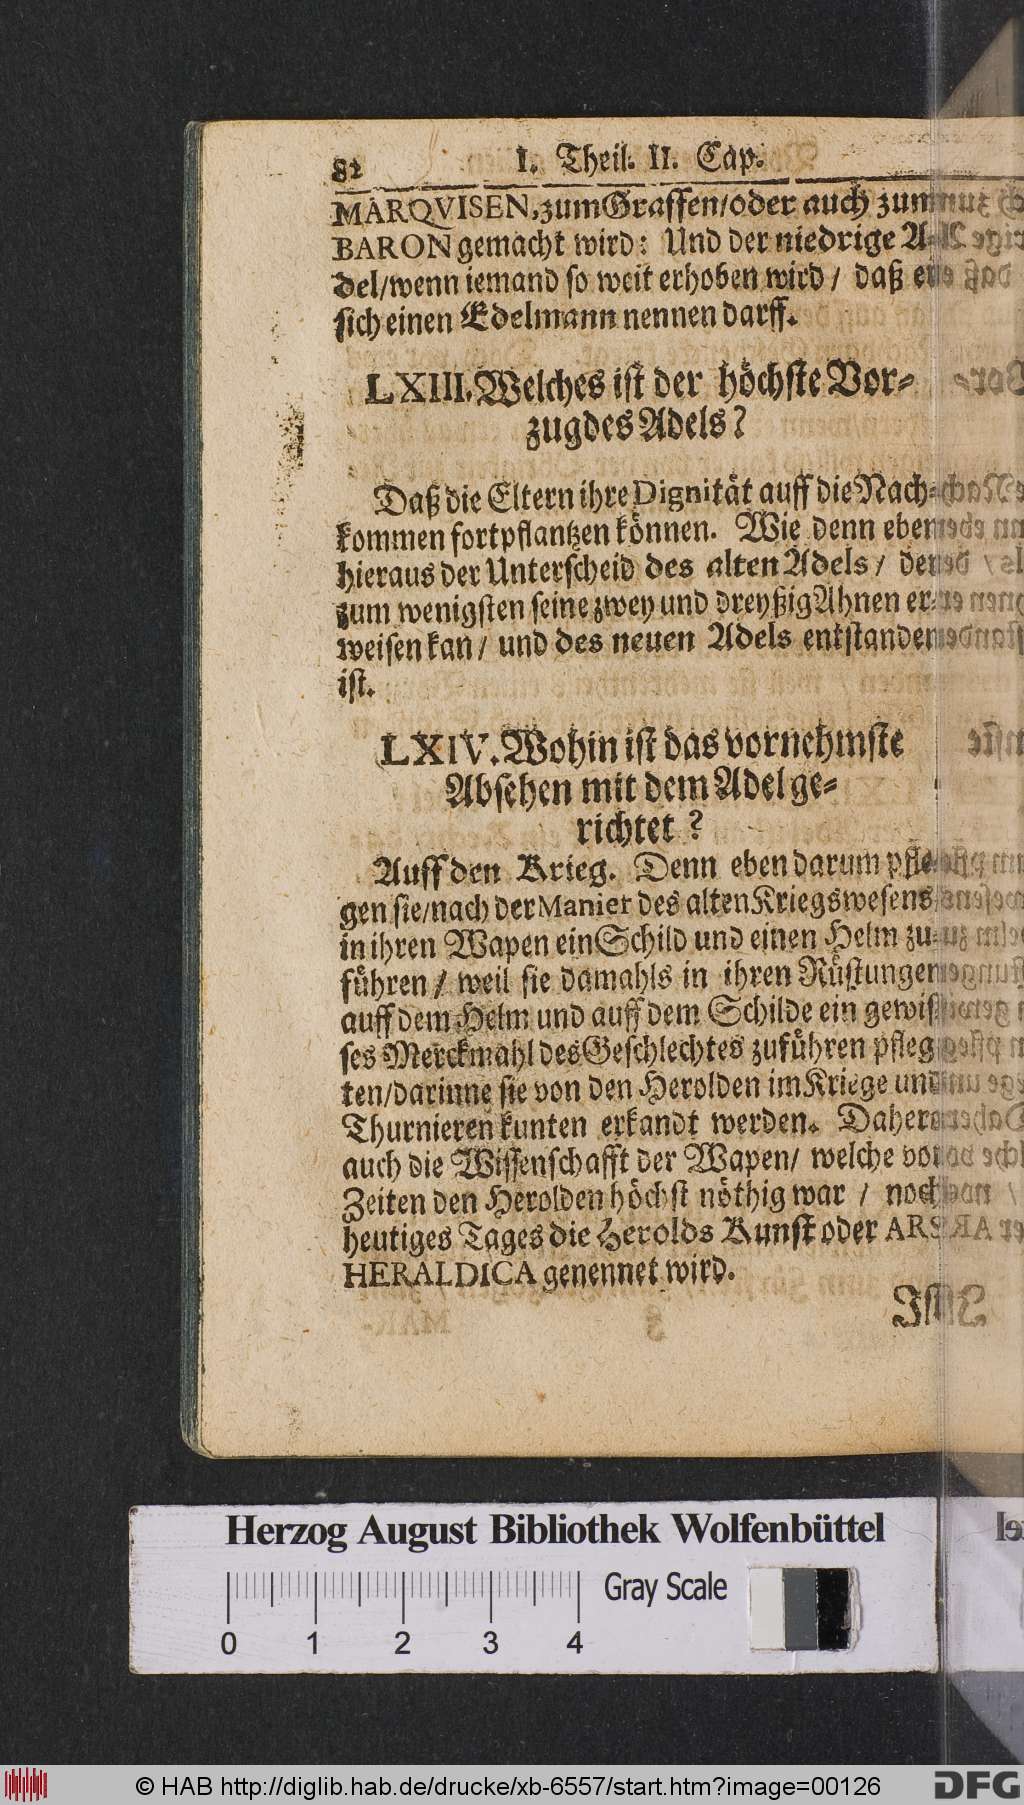 82 I. Theil. II. Cap.
MARQVISEN, zum Graffen/oder auch zum
BARON gemacht wird: Und der niedrige A-
del/wenn iemand so weit erhoben wird/ daß er
sich einen Edelmann nennen darff.
LXIII. Welches ist der höchste Vor-
zug des Adels?
Daß die Eltern ihre Dignität auff die Nach-
kommen fortpflantzen können. Wie denn eben
hieraus der Unterscheid des alten Adels/ der
zum wenigsten seine zwey und dreyßig Ahnen er-
weisen kan/ und des neuen Adels entstanden
ist.
LXIV. Wohin ist das vornehmste
Absehen mit dem Adel ge-
richtet?
Auff den Krieg. Denn eben darum pfle-
gen sie/nach der Manier des alten Kriegswesens
in ihren Wapen ein Schild und einen Helm zu
führen/ weil sie damahls in ihren Rüstungen
auff dem Helm und auff dem Schilde ein gewis-
ses Merckmahl des Geschlechtes zuführen pfleg
ten/darinne sie von den Herolden im Kriege und
Thurnieren kunten erkandt werden. Daher
auch die Wissenschafft der Wapen/ welche vor
Zeiten den Herolden höchst nöthig war / noch
heutiges Tages die Herolds Kunst oder ARS
HERALDICA genennet wird.
Ist
Herzog August Bibliothek Wolfenbüttel
Gray Scale
0 1 2 3 4
© HAB http://diglib.hab.de/drucke/xb-6557/start.htm?image=00126
DFG